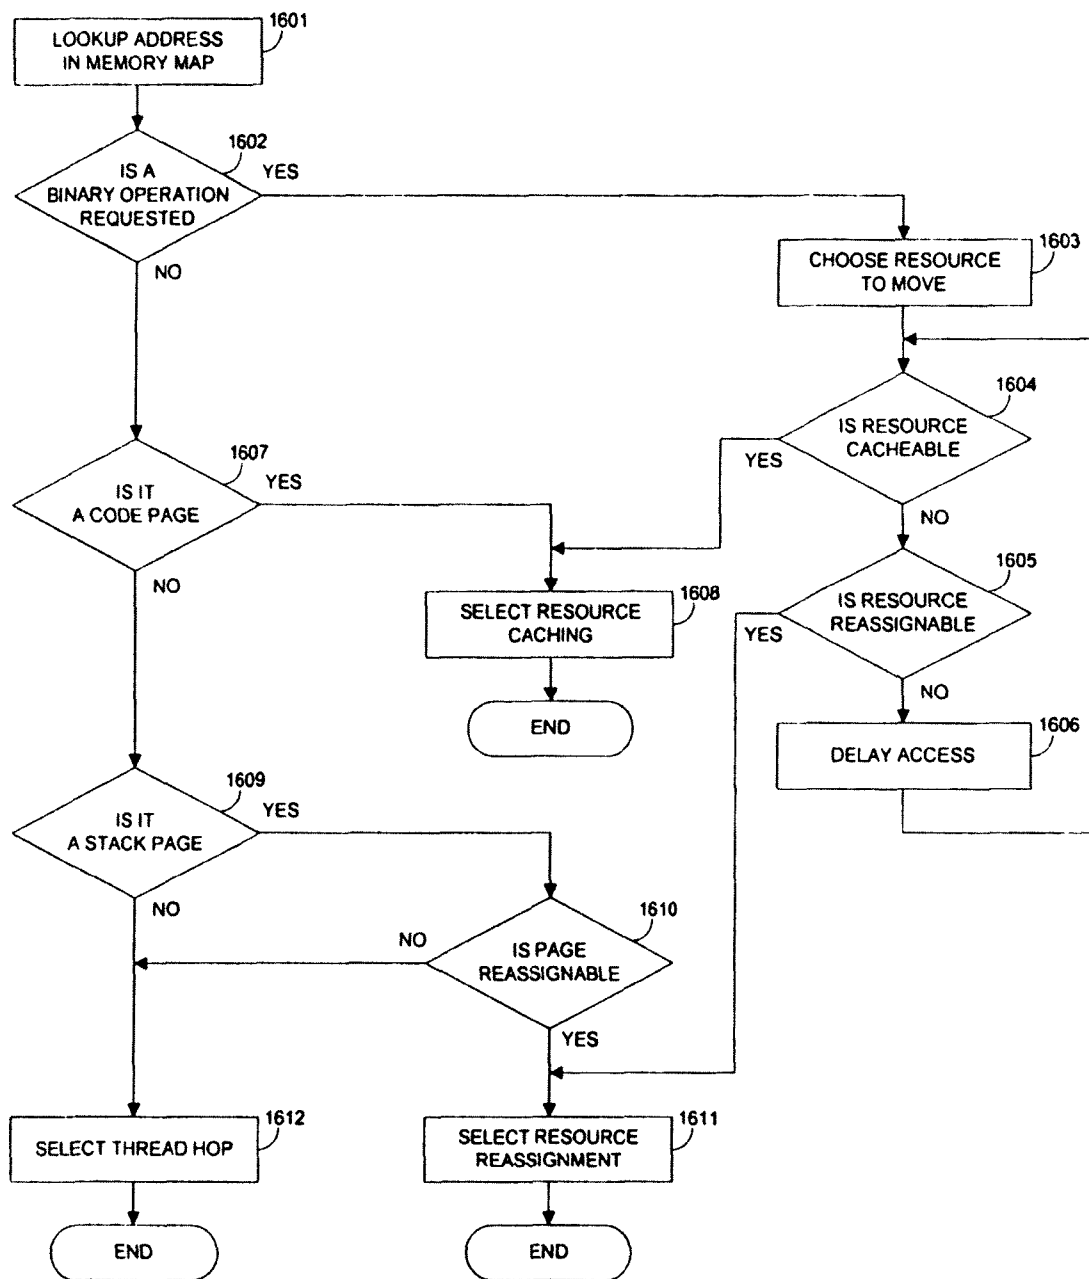 LOOKUP ADDRESS
IN MEMORY MAP
1601
IS A
BINARY OPERATION
REQUESTED
1602
YES
NO
CHOOSE RESOURCE
TO MOVE
1603
IS RESOURCE
CACHEABLE
1604
YES
NO
IS IT
A CODE PAGE
1607
YES
NO
IS RESOURCE
REASSIGNABLE
1605
YES
NO
SELECT RESOURCE
CACHING
1608
END
DELAY ACCESS
1606
IS IT
A STACK PAGE
1609
YES
NO
IS PAGE
REASSIGNABLE
1610
NO
YES
SELECT THREAD HOP
1612
SELECT RESOURCE
REASSIGNMENT
1611
END
END